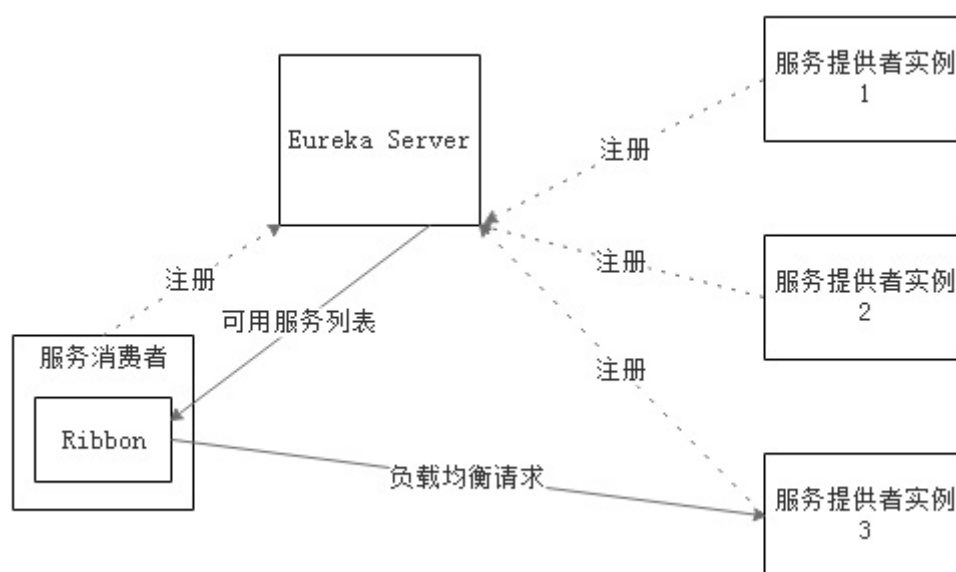 服务提供者实例
1
Eureka Server
注册
注册
服务提供者实例
2
注册
可用服务列表
服务消费者
注册
Ribbon
负载均衡请求
服务提供者实例
3